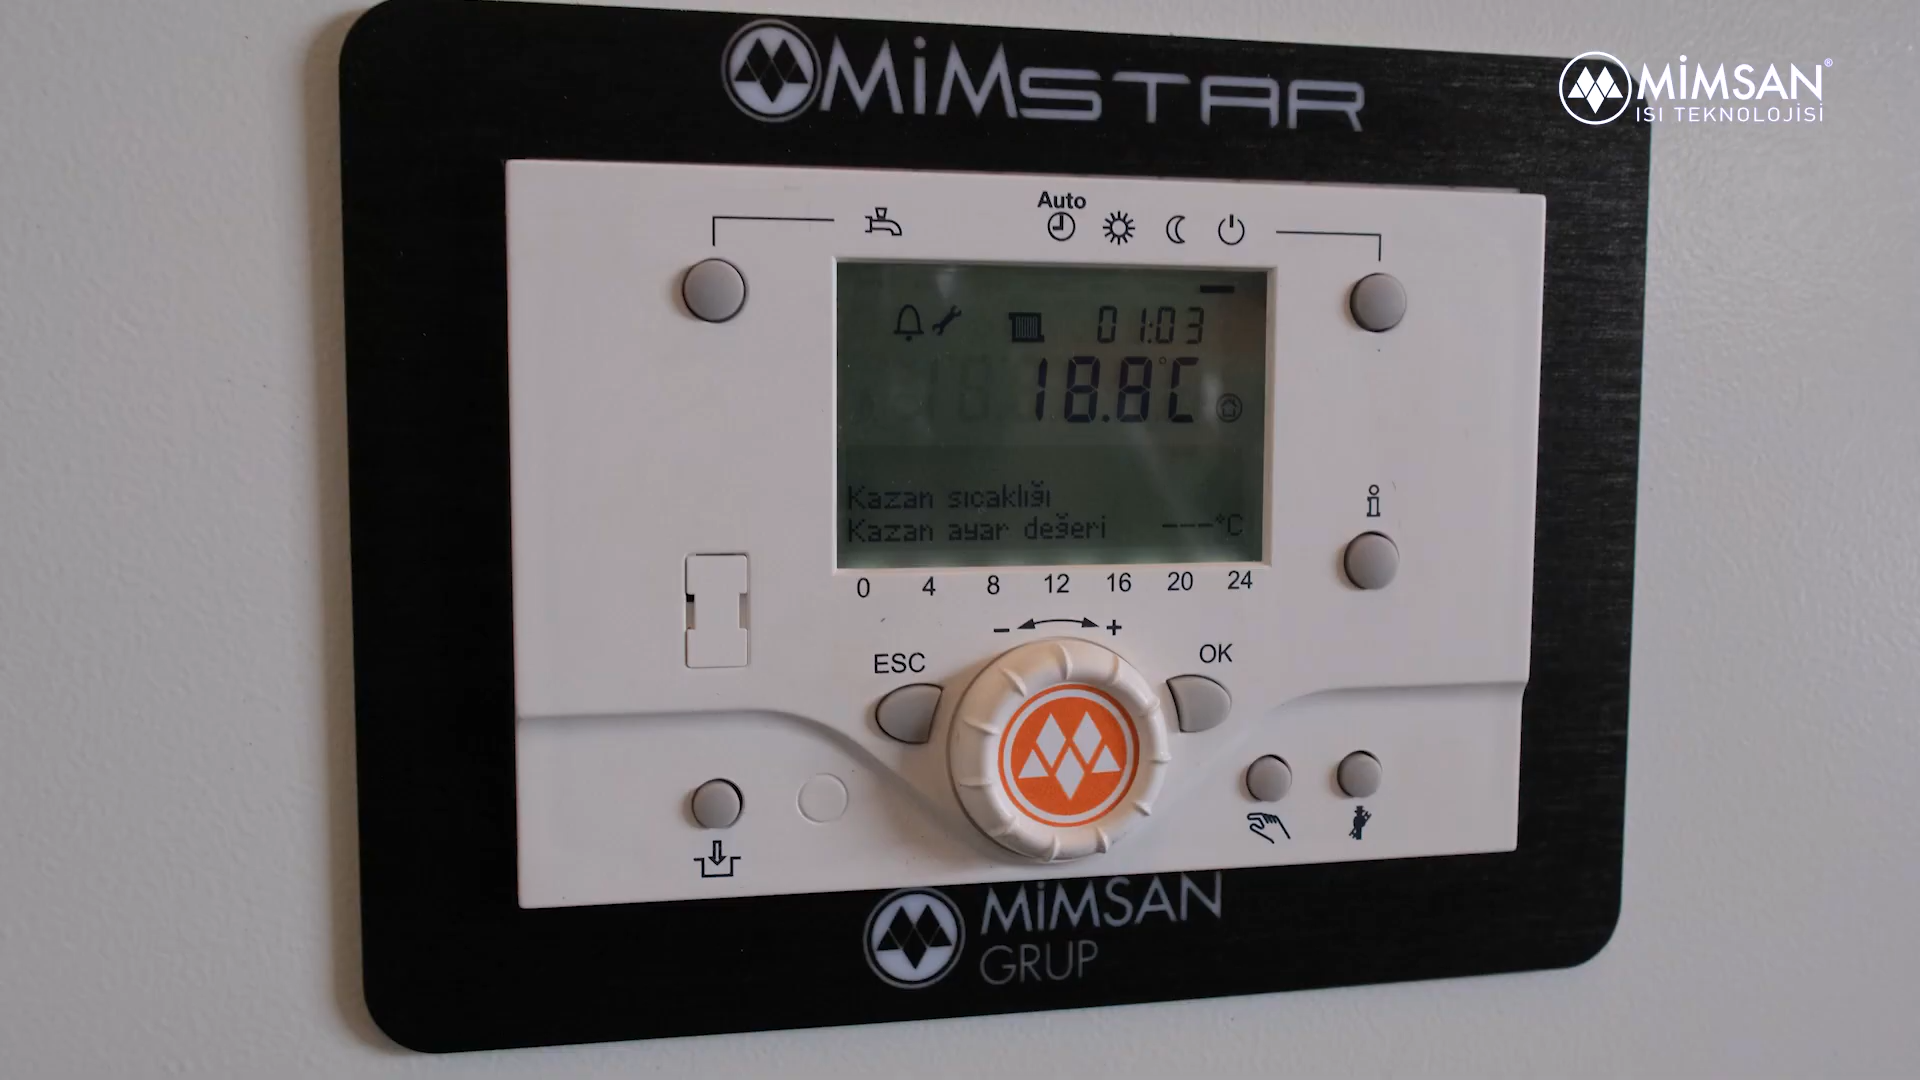 MiMSTAR
MİMSAN®
ISI TEKNOLOJİSİ
Auto
01:03
18.8°C
Kazan sıcaklığı
Kazan ayar değeri ---°C
0 4 8 12 16 20 24
- +
ESC
OK
MİMSAN
GRUP